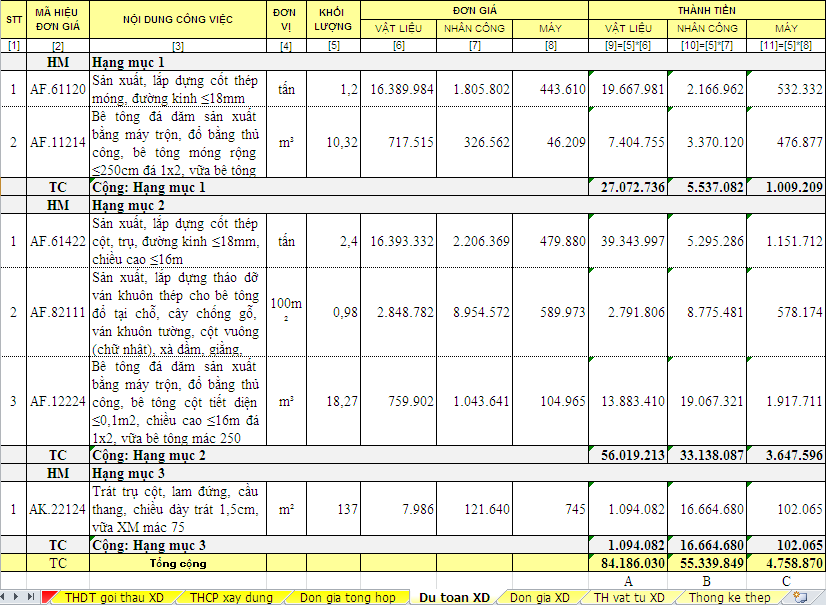 STT MÃ HIỆU ĐƠN GIÁ NỘI DUNG CÔNG VIỆC ĐƠN VỊ KHỐI LƯỢNG ĐƠN GIÁ THÀNH TIỀN
VẬT LIỆU NHÂN CÔNG MÁY VẬT LIỆU NHÂN CÔNG MÁY
[1] [2] [3] [4] [5] [6] [7] [8] [9]=[5]*[6] [10]=[5]*[7] [11]=[5]*[8]
HM Hạng mục 1
1 AF.61120 Sản xuất, lắp dựng cốt thép móng, đường kính ≤18mm tấn 1,2 16.389.984 1.805.802 443.610 19.667.981 2.166.962 532.332
2 AF.11214 Bê tông đá dăm sản xuất bằng máy trộn, đổ bằng thủ công, bê tông móng rộng ≤250cm đá 1x2, vữa bê tông m³ 10,32 717.515 326.562 46.209 7.404.755 3.370.120 476.877
TC Cộng: Hạng mục 1 27.072.736 5.537.082 1.009.209
HM Hạng mục 2
1 AF.61422 Sản xuất, lắp dựng cốt thép cột, trụ, đường kính ≤18mm, chiều cao ≤16m tấn 2,4 16.393.332 2.206.369 479.880 39.343.997 5.295.286 1.151.712
2 AF.82111 Sản xuất, lắp dựng tháo dỡ ván khuôn thép cho bê tông đổ tại chỗ, cây chống gỗ, ván khuôn tường, cột vuông (chữ nhật), xà dầm, giằng, 100m² 0,98 2.848.782 8.954.572 589.973 2.791.806 8.775.481 578.174
3 AF.12224 Bê tông đá dăm sản xuất bằng máy trộn, đổ bằng thủ công, bê tông cột tiết diện ≤0,1m2, chiều cao ≤16m đá 1x2, vữa bê tông mác 250 m³ 18,27 759.902 1.043.641 104.965 13.883.410 19.067.321 1.917.711
TC Cộng: Hạng mục 2 56.019.213 33.138.087 3.647.596
HM Hạng mục 3
1 AK.22124 Trát trụ cột, lam đứng, cầu thang, chiều dày trát 1,5cm, vữa XM mác 75 m² 137 7.986 121.640 745 1.094.082 16.664.680 102.065
TC Cộng: Hạng mục 3 1.094.082 16.664.680 102.065
TC Tổng cộng 84.186.030 55.339.849 4.758.870
A B C
THDT goi thau XD THCP xay dung Don gia tong hop Du toan XD Don gia XD TH vat tu XD Thong ke thep